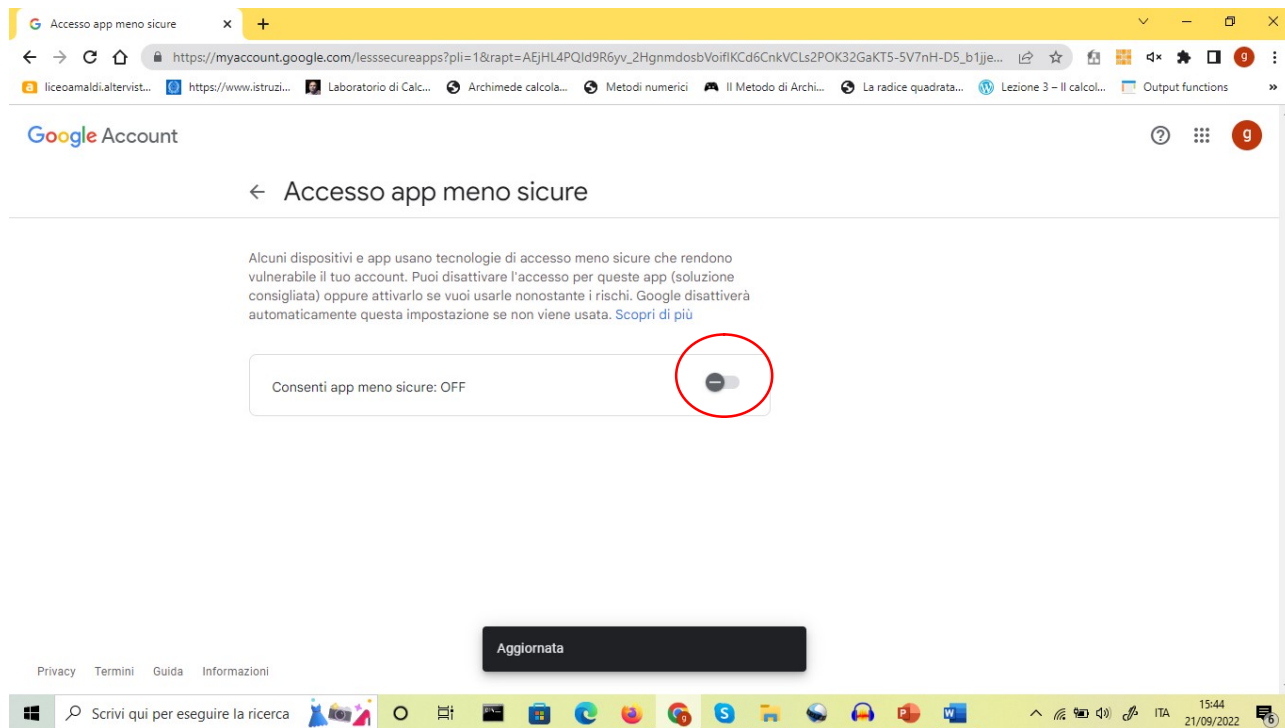 Accesso app meno sicure
https://myaccount.google.com/lesssecureapps?pli=1&rapt=AEjHL4PQId9R6yv_2HgnmdosbVoiflKCd6CnkVCLs2POK32GaKT5-5V7nH-D5_b1jje...
g
liceoamaldi.altervist...
https://www.istruzi...
Laboratorio di Calc...
Archimede calcola...
Metodi numerici
Il Metodo di Archi...
La radice quadrata...
Lezione 3 – Il calcol...
Output functions
»
Google Account
g
Accesso app meno sicure
Alcuni dispositivi e app usano tecnologie di accesso meno sicure che rendono
vulnerabile il tuo account. Puoi disattivare l'accesso per queste app (soluzione
consigliata) oppure attivarlo se vuoi usarle nonostante i rischi. Google disattiverà
automaticamente questa impostazione se non viene usata. Scopri di più
Consenti app meno sicure: OFF
Aggiornata
Privacy Termini Guida Informazioni
Scrivi qui per eseguire la ricerca
ITA
15:44
21/09/2022